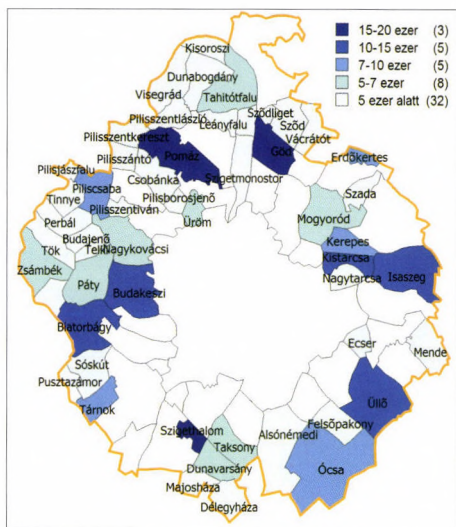 15-20 ezer (3)
10-15 ezer (5)
7-10 ezer (5)
5-7 ezer (8)
5 ezer alatt (32)
Kisoroszi
Dunabogdány
Visegrád
Tahitótfalu
Pilisszentlászló
Leányfalu
Sződliget
Sződ
Vácrátót
Pilisszentkereszt
Pomáz
Göd
Erdőkertes
Pilisszántó
Szigetmonostor
Pilisjászfalu
Csobánka
Piliscsaba
Pilisborosjenő
Szada
Tinnye
Pilisszentiván
Mogyoród
Perbál
Üröm
Budajenő
Kerepes
Tök
Telki
Nagykovácsi
Kistarcsa
Zsámbék
Páty
Budakeszi
Nagytarcsa
Isaszeg
Biatorbágy
Ecser
Mende
Sóskút
Pusztazámor
Üllő
Tárnok
Szigethalom
Felsőpakony
Taksony
Alsónémedi
Dunavarsány
Ócsa
Majosháza
Délegyháza